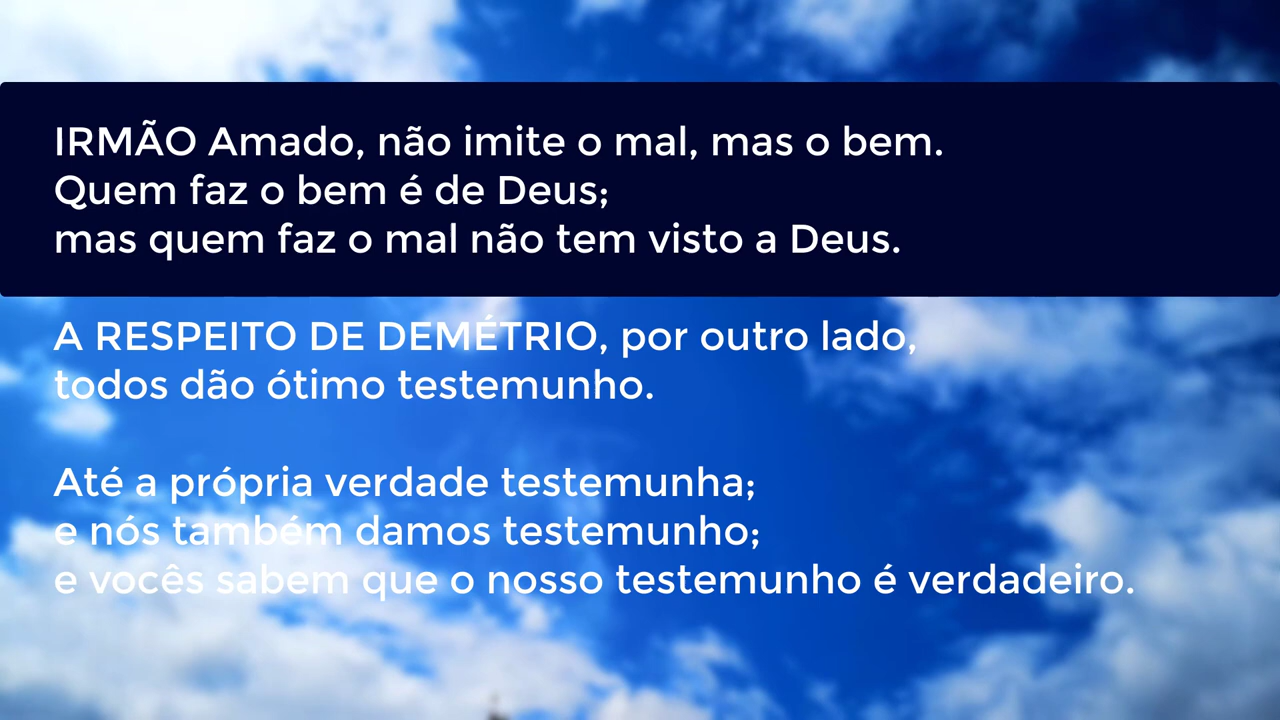 IRMÃO Amado, não imite o mal, mas o bem.
Quem faz o bem é de Deus;
mas quem faz o mal não tem visto a Deus.
A RESPEITO DE DEMÉTRIO, por outro lado,
todos dão ótimo testemunho.
Até a própria verdade testemunha;
e nós também damos testemunho;
e vocês sabem que o nosso testemunho é verdadeiro.